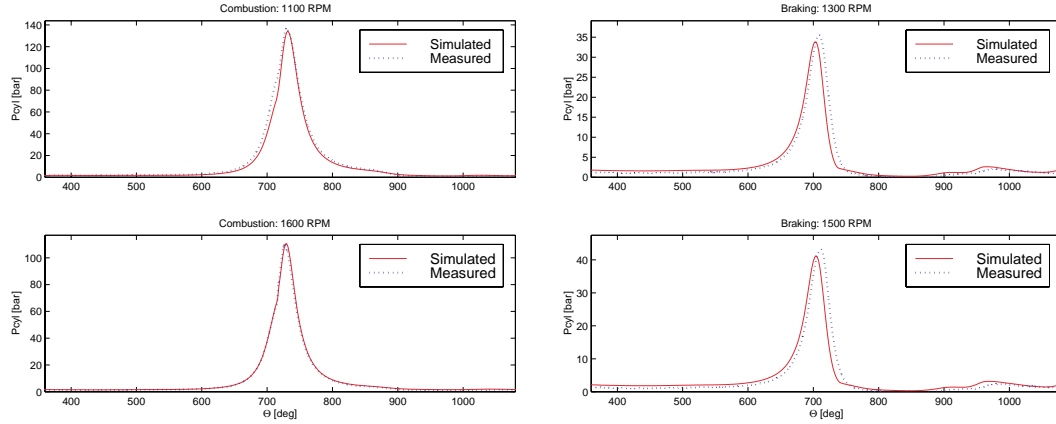 Combustion: 1100 RPM
Pcyl [bar]
140
120
100
80
60
40
20
0
400 500 600 700 800 900 1000
Simulated
Measured
Braking: 1300 RPM
Pcyl [bar]
35
30
25
20
15
10
5
0
400 500 600 700 800 900 1000
Simulated
Measured
Combustion: 1600 RPM
Pcyl [bar]
100
80
60
40
20
0
400 500 600 700 800 900 1000
Θ [deg]
Simulated
Measured
Braking: 1500 RPM
Pcyl [bar]
40
30
20
10
0
400 500 600 700 800 900 1000
Θ [deg]
Simulated
Measured